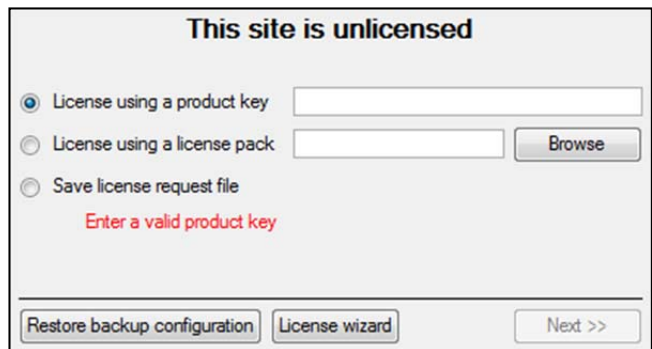 This site is unlicensed
License using a product key
License using a license pack
Browse
Save license request file
Enter a valid product key
Restore backup configuration
License wizard
Next >>